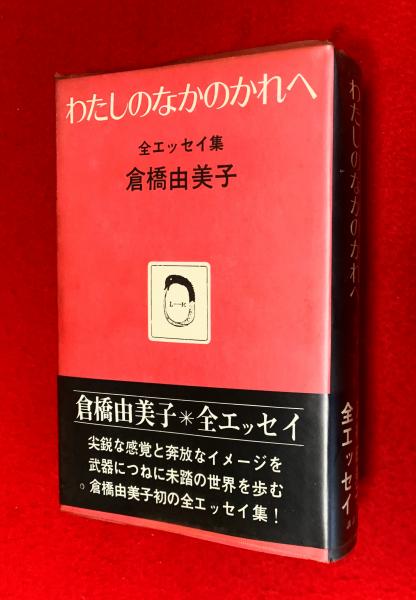 わたしのなかのかれへ
全エッセイ集
倉橋由美子
倉橋由美子*全エッセイ
尖鋭な感覚と奔放なイメージを
武器につねに未踏の世界を歩む
倉橋由美子初の全エッセイ集!
わたしのなかのかれへ
全エッセイ